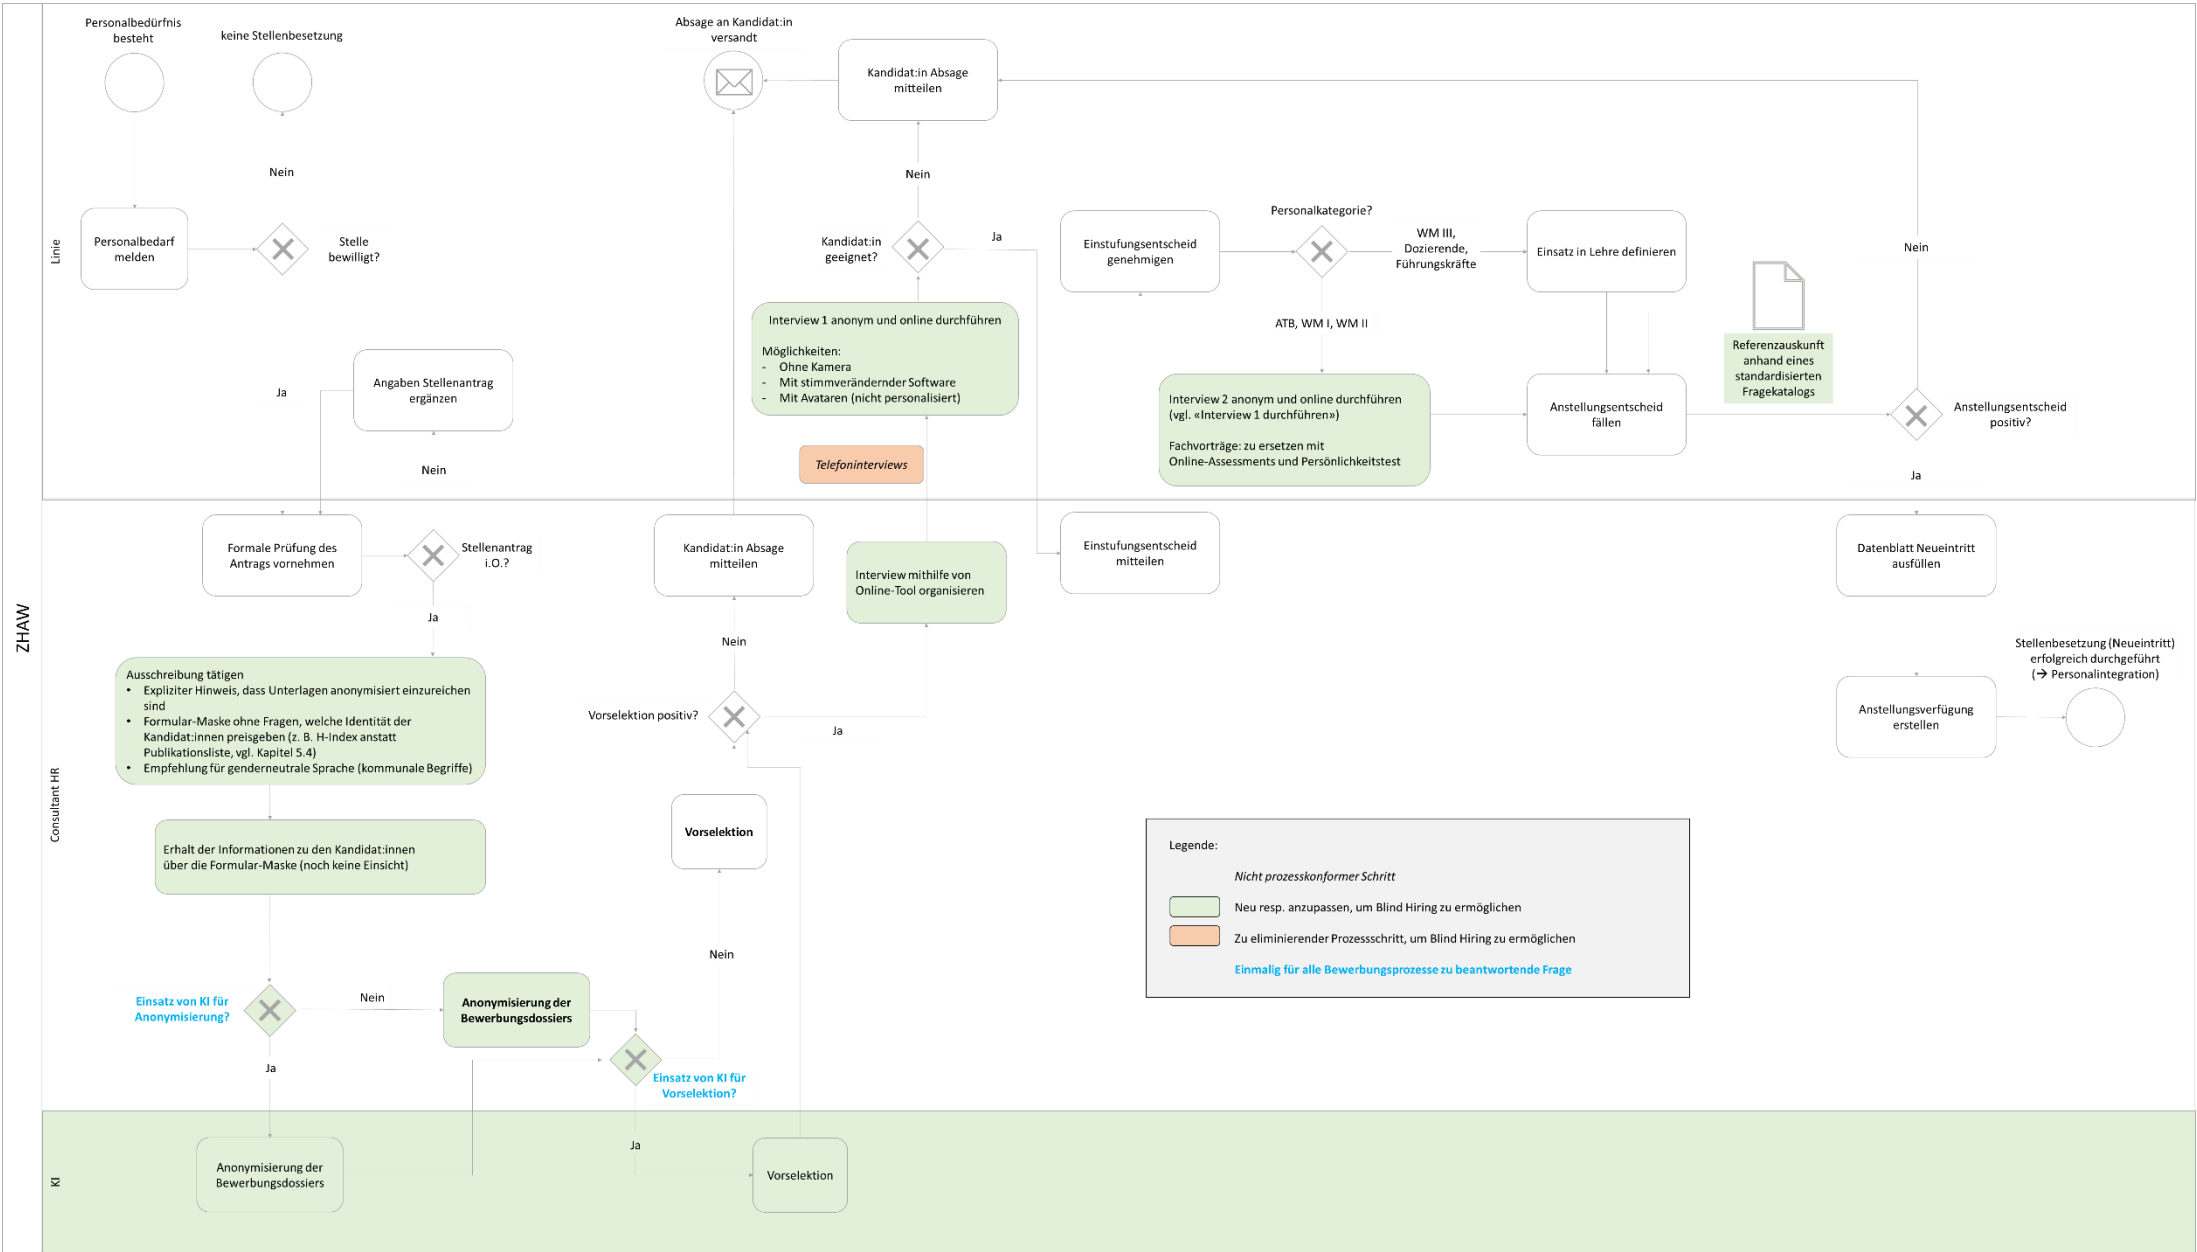 ZHAW
Linie
Personalbedürfnis
besteht
keine Stellenbesetzung
Absage an Kandidat:in
versandt
Kandidat:in Absage
mitteilen
Nein
Nein
Personalbedarf
melden
Stelle
bewilligt?
Kandidat:in
geeignet?
Ja
Einstufungsentscheid
genehmigen
Personalkategorie?
WM III,
Dozierende,
Führungskräfte
Einsatz in Lehre definieren
Nein
ATB, WM I, WM II
Interview 1 anonym und online durchführen
Möglichkeiten:
- Ohne Kamera
- Mit stimmverändernder Software
- Mit Avataren (nicht personalisiert)
Referenzauskunft
anhand eines
standardisierten
Fragekatalogs
Ja
Angaben Stellenantrag
ergänzen
Nein
Interview 2 anonym und online durchführen
(vgl. «Interview 1 durchführen»)
Fachvorträge: zu ersetzen mit
Online-Assessments und Persönlichkeitstest
Anstellungsentscheid
fällen
Anstellungsentscheid
positiv?
Telefoninterviews
Ja
Consultant HR
Formale Prüfung des
Antrags vornehmen
Stellenantrag
i.O.?
Kandidat:in Absage
mitteilen
Interview mithilfe von
Online-Tool organisieren
Einstufungsentscheid
mitteilen
Datenblatt Neueintritt
ausfüllen
Ja
Nein
Ausschreibung tätigen
• Expliziter Hinweis, dass Unterlagen anonymisiert einzureichen
sind
• Formular-Maske ohne Fragen, welche Identität der
Kandidat:innen preisgeben (z. B. H-Index anstatt
Publikationsliste, vgl. Kapitel 5.4)
• Empfehlung für genderneutrale Sprache (kommunale Begriffe)
Vorselektion positiv?
Ja
Stellenbesetzung (Neueintritt)
erfolgreich durchgeführt
(→ Personalintegration)
Anstellungsverfügung
erstellen
Erhalt der Informationen zu den Kandidat:innen
über die Formular-Maske (noch keine Einsicht)
Vorselektion
Nein
Legende:
Nicht prozesskonformer Schritt
Neu resp. anzupassen, um Blind Hiring zu ermöglichen
Zu eliminierender Prozessschritt, um Blind Hiring zu ermöglichen
Einmalig für alle Bewerbungsprozesse zu beantwortende Frage
Einsatz von KI für
Anonymisierung?
Nein
Anonymisierung der
Bewerbungsdossiers
Ja
Einsatz von KI für
Vorselektion?
KI
Ja
Anonymisierung der
Bewerbungsdossiers
Vorselektion